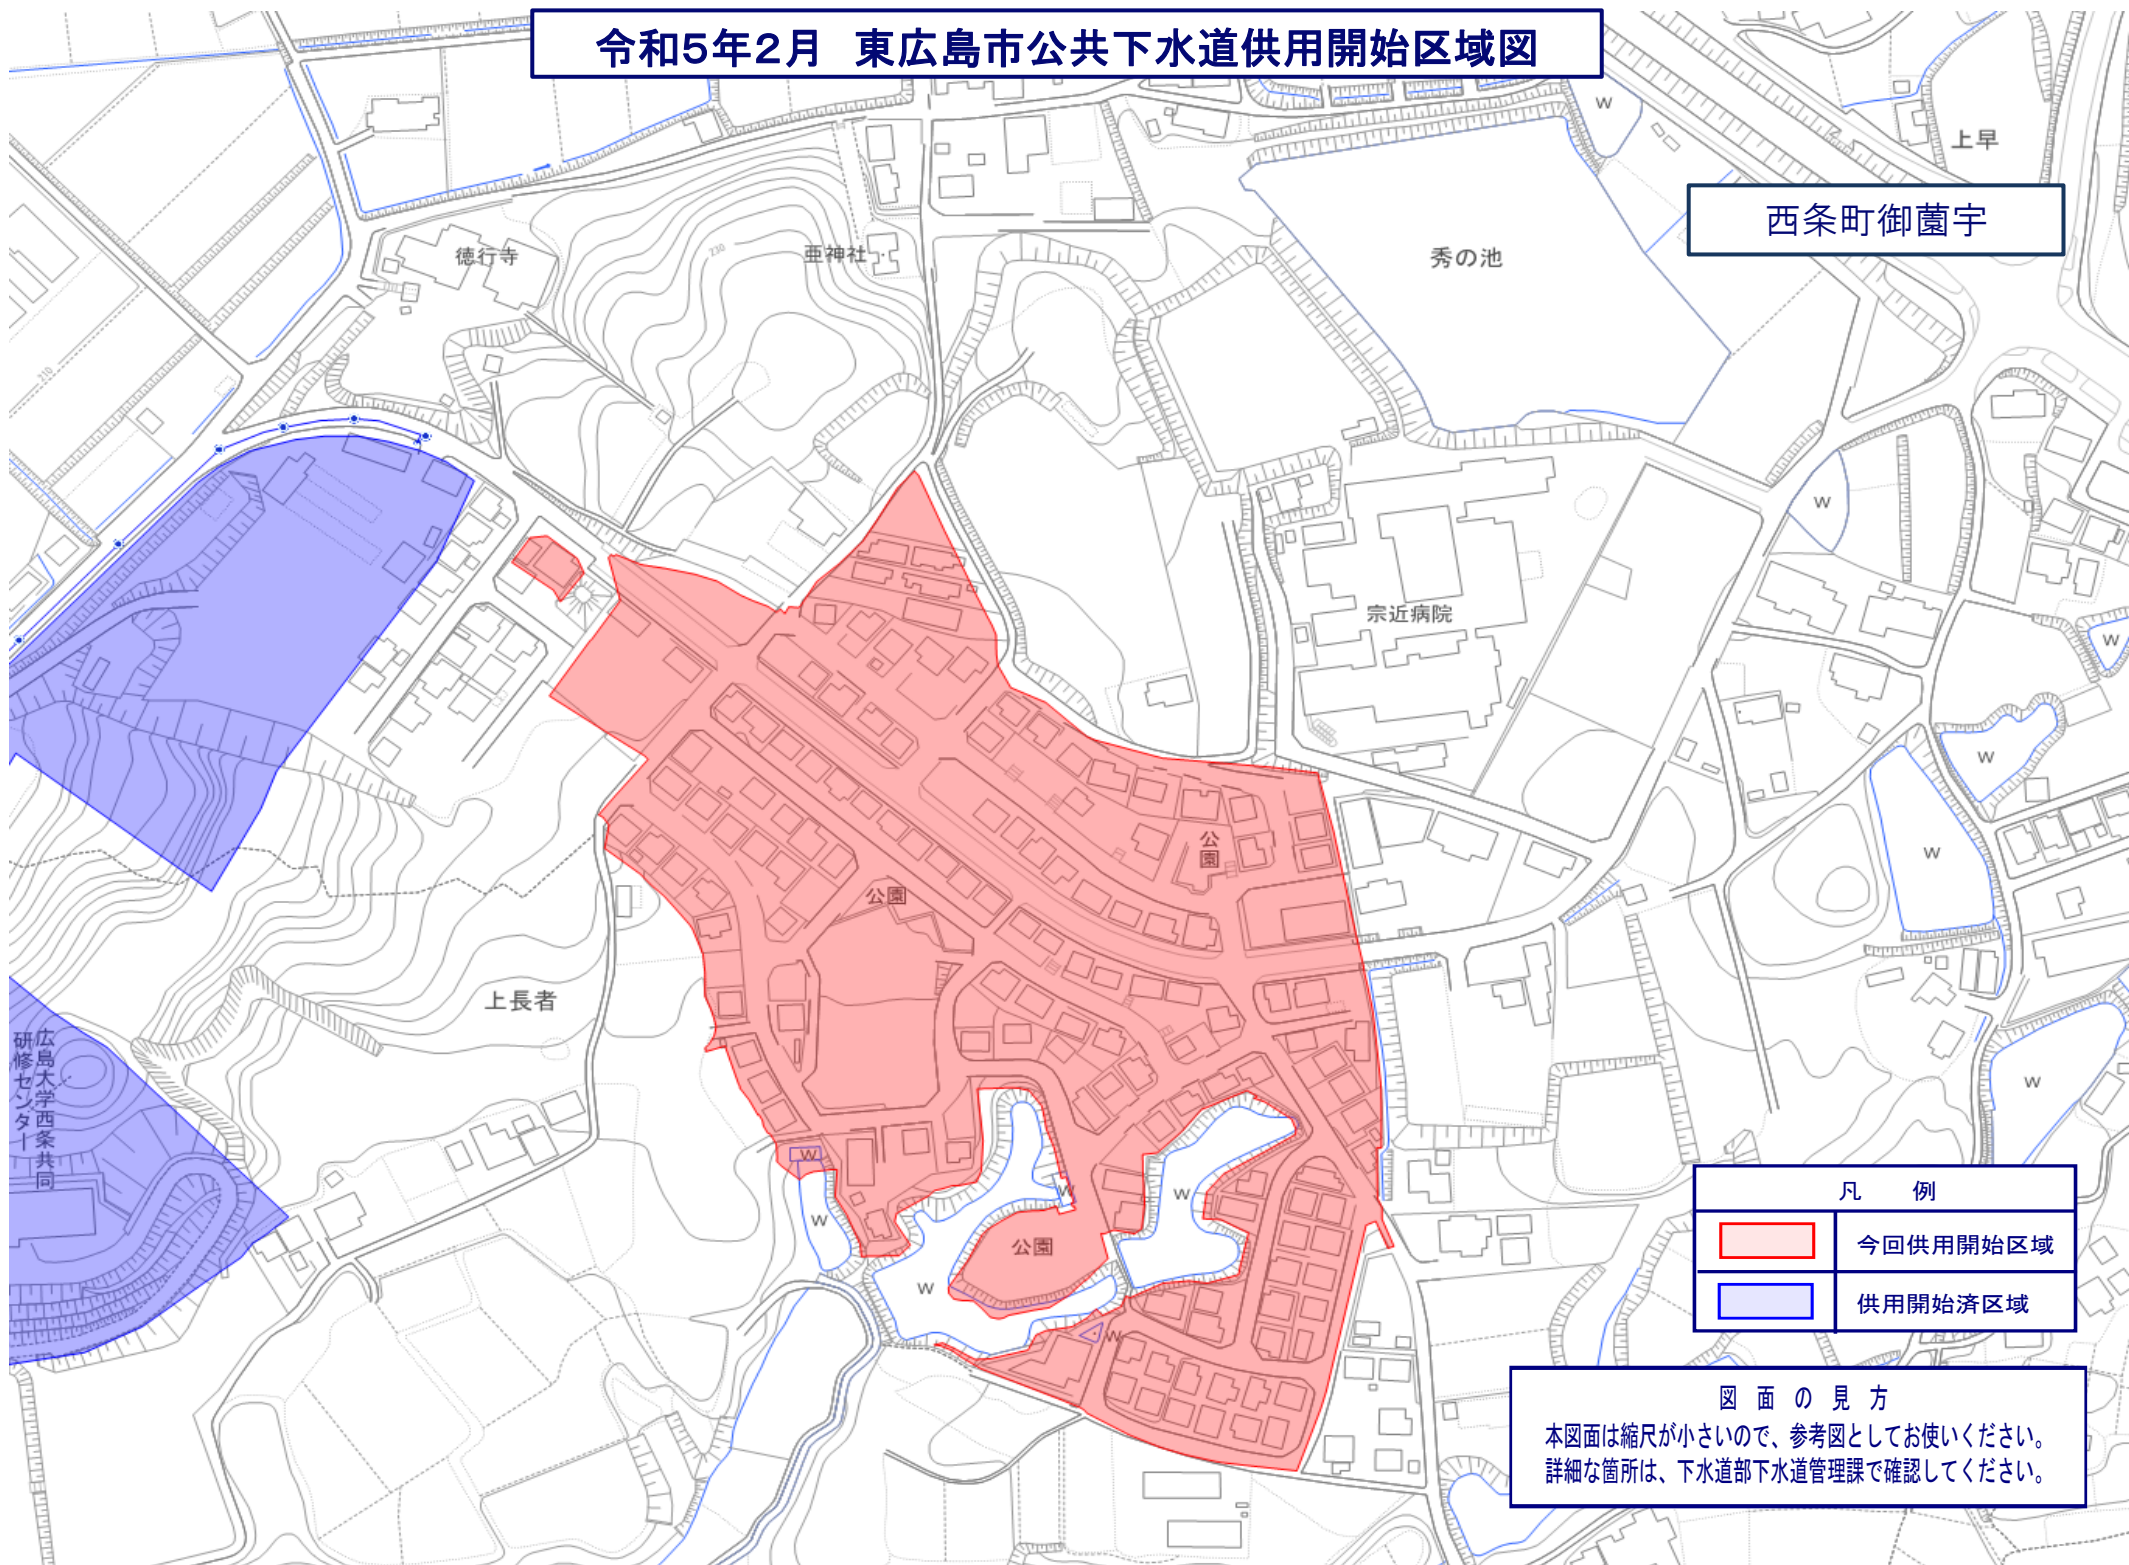 令和5年2月　東広島市公共下水道供用開始区域図
上早
西条町御薗宇
徳行寺
亜神社
230
秀の池
210
宗近病院
公園
公園
上長者
広島大学西条共同
研修センター
公園
W
W
W
W
W
W
W
W
W
W
W
W
W
凡　例
今回供用開始区域
供用開始済区域
図面の見方
本図面は縮尺が小さいので、参考図としてお使いください。
詳細な箇所は、下水道部下水道管理課で確認してください。